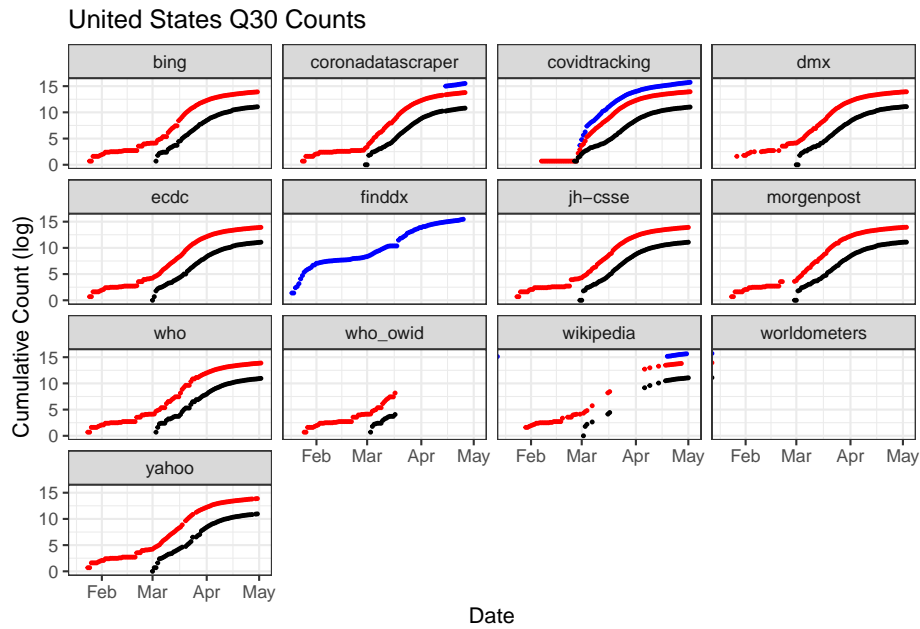 United States Q30 Counts
bing
coronadatascraper
covidtracking
dmx
15
10
5
0
ecdc
finddx
jh−csse
morgenpost
15
10
5
0
who
who_owid
wikipedia
worldometers
15
10
5
0
Feb Mar Apr May
Feb Mar Apr May
Feb Mar Apr May
yahoo
15
10
5
0
Feb Mar Apr May
Cumulative Count (log)
Date